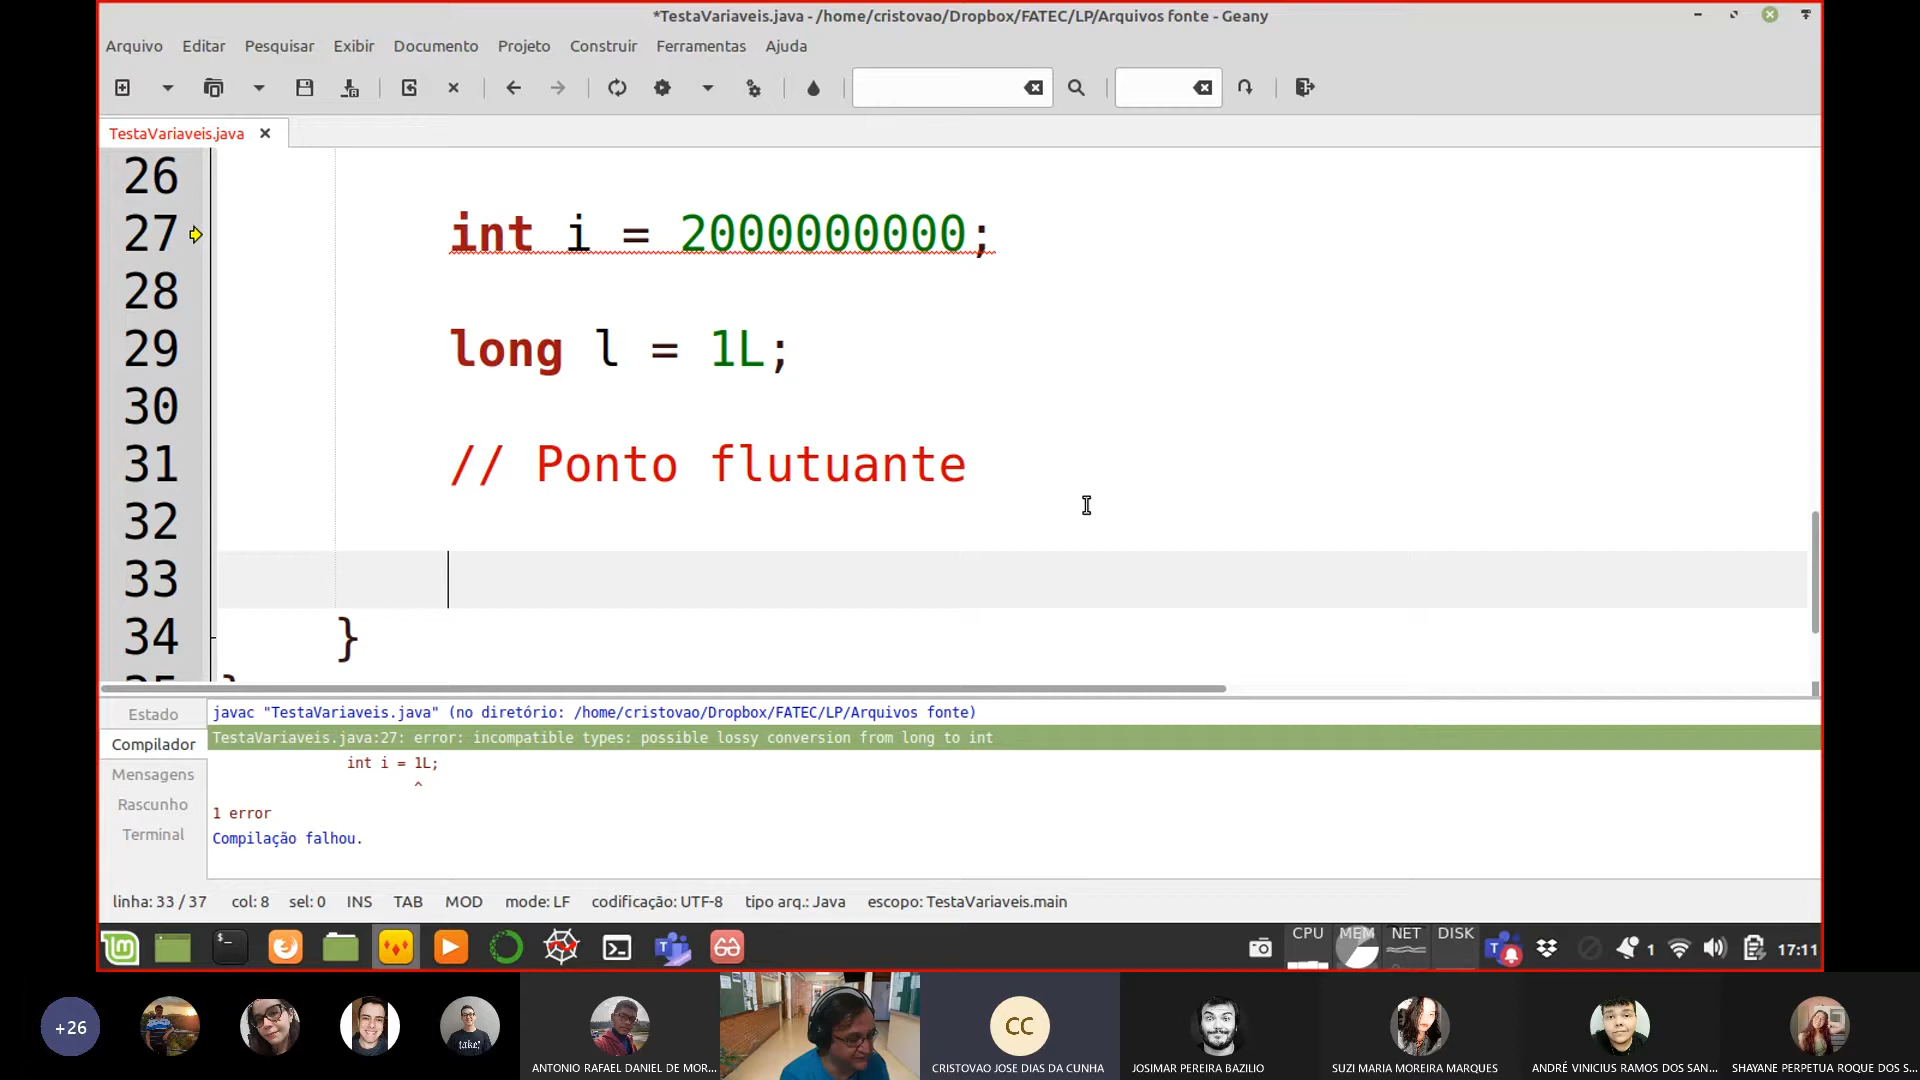 *TestaVariaveis.java - /home/cristovao/Dropbox/FATEC/LP/Arquivos fonte - Geany
Arquivo Editar Pesquisar Exibir Documento Projeto Construir Ferramentas Ajuda
TestaVariaveis.java
26
27 int i = 2000000000;
28
29 long l = 1L;
30
31 // Ponto flutuante
32
33
34 }
Estado
Compilador
Mensagens
Rascunho
Terminal
javac "TestaVariaveis.java" (no diretório: /home/cristovao/Dropbox/FATEC/LP/Arquivos fonte)
TestaVariaveis.java:27: error: incompatible types: possible lossy conversion from long to int
int i = 1L;
^
1 error
Compilação falhou.
linha: 33 / 37 col: 8 sel: 0 INS TAB MOD mode: LF codificação: UTF-8 tipo arq.: Java escopo: TestaVariaveis.main
CPU MEM NET DISK 1 17:11
+26
take!
CC
ANTONIO RAFAEL DANIEL DE MOR... CRISTOVAO JOSE DIAS DA CUNHA JOSIMAR PEREIRA BAZILIO SUZI MARIA MOREIRA MARQUES ANDRÉ VINICIUS RAMOS DOS SAN... SHAYANE PERPETUA ROQUE DOS S...